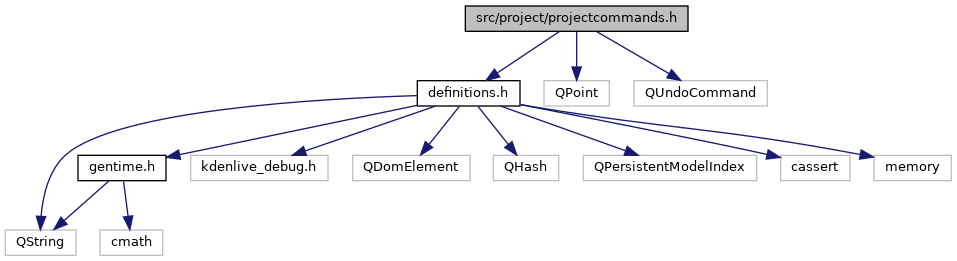 src/project/projectcommands.h
definitions.h
QPoint
QUndoCommand
gentime.h
kdenlive_debug.h
QDomElement
QHash
QPersistentModelIndex
cassert
memory
QString
cmath